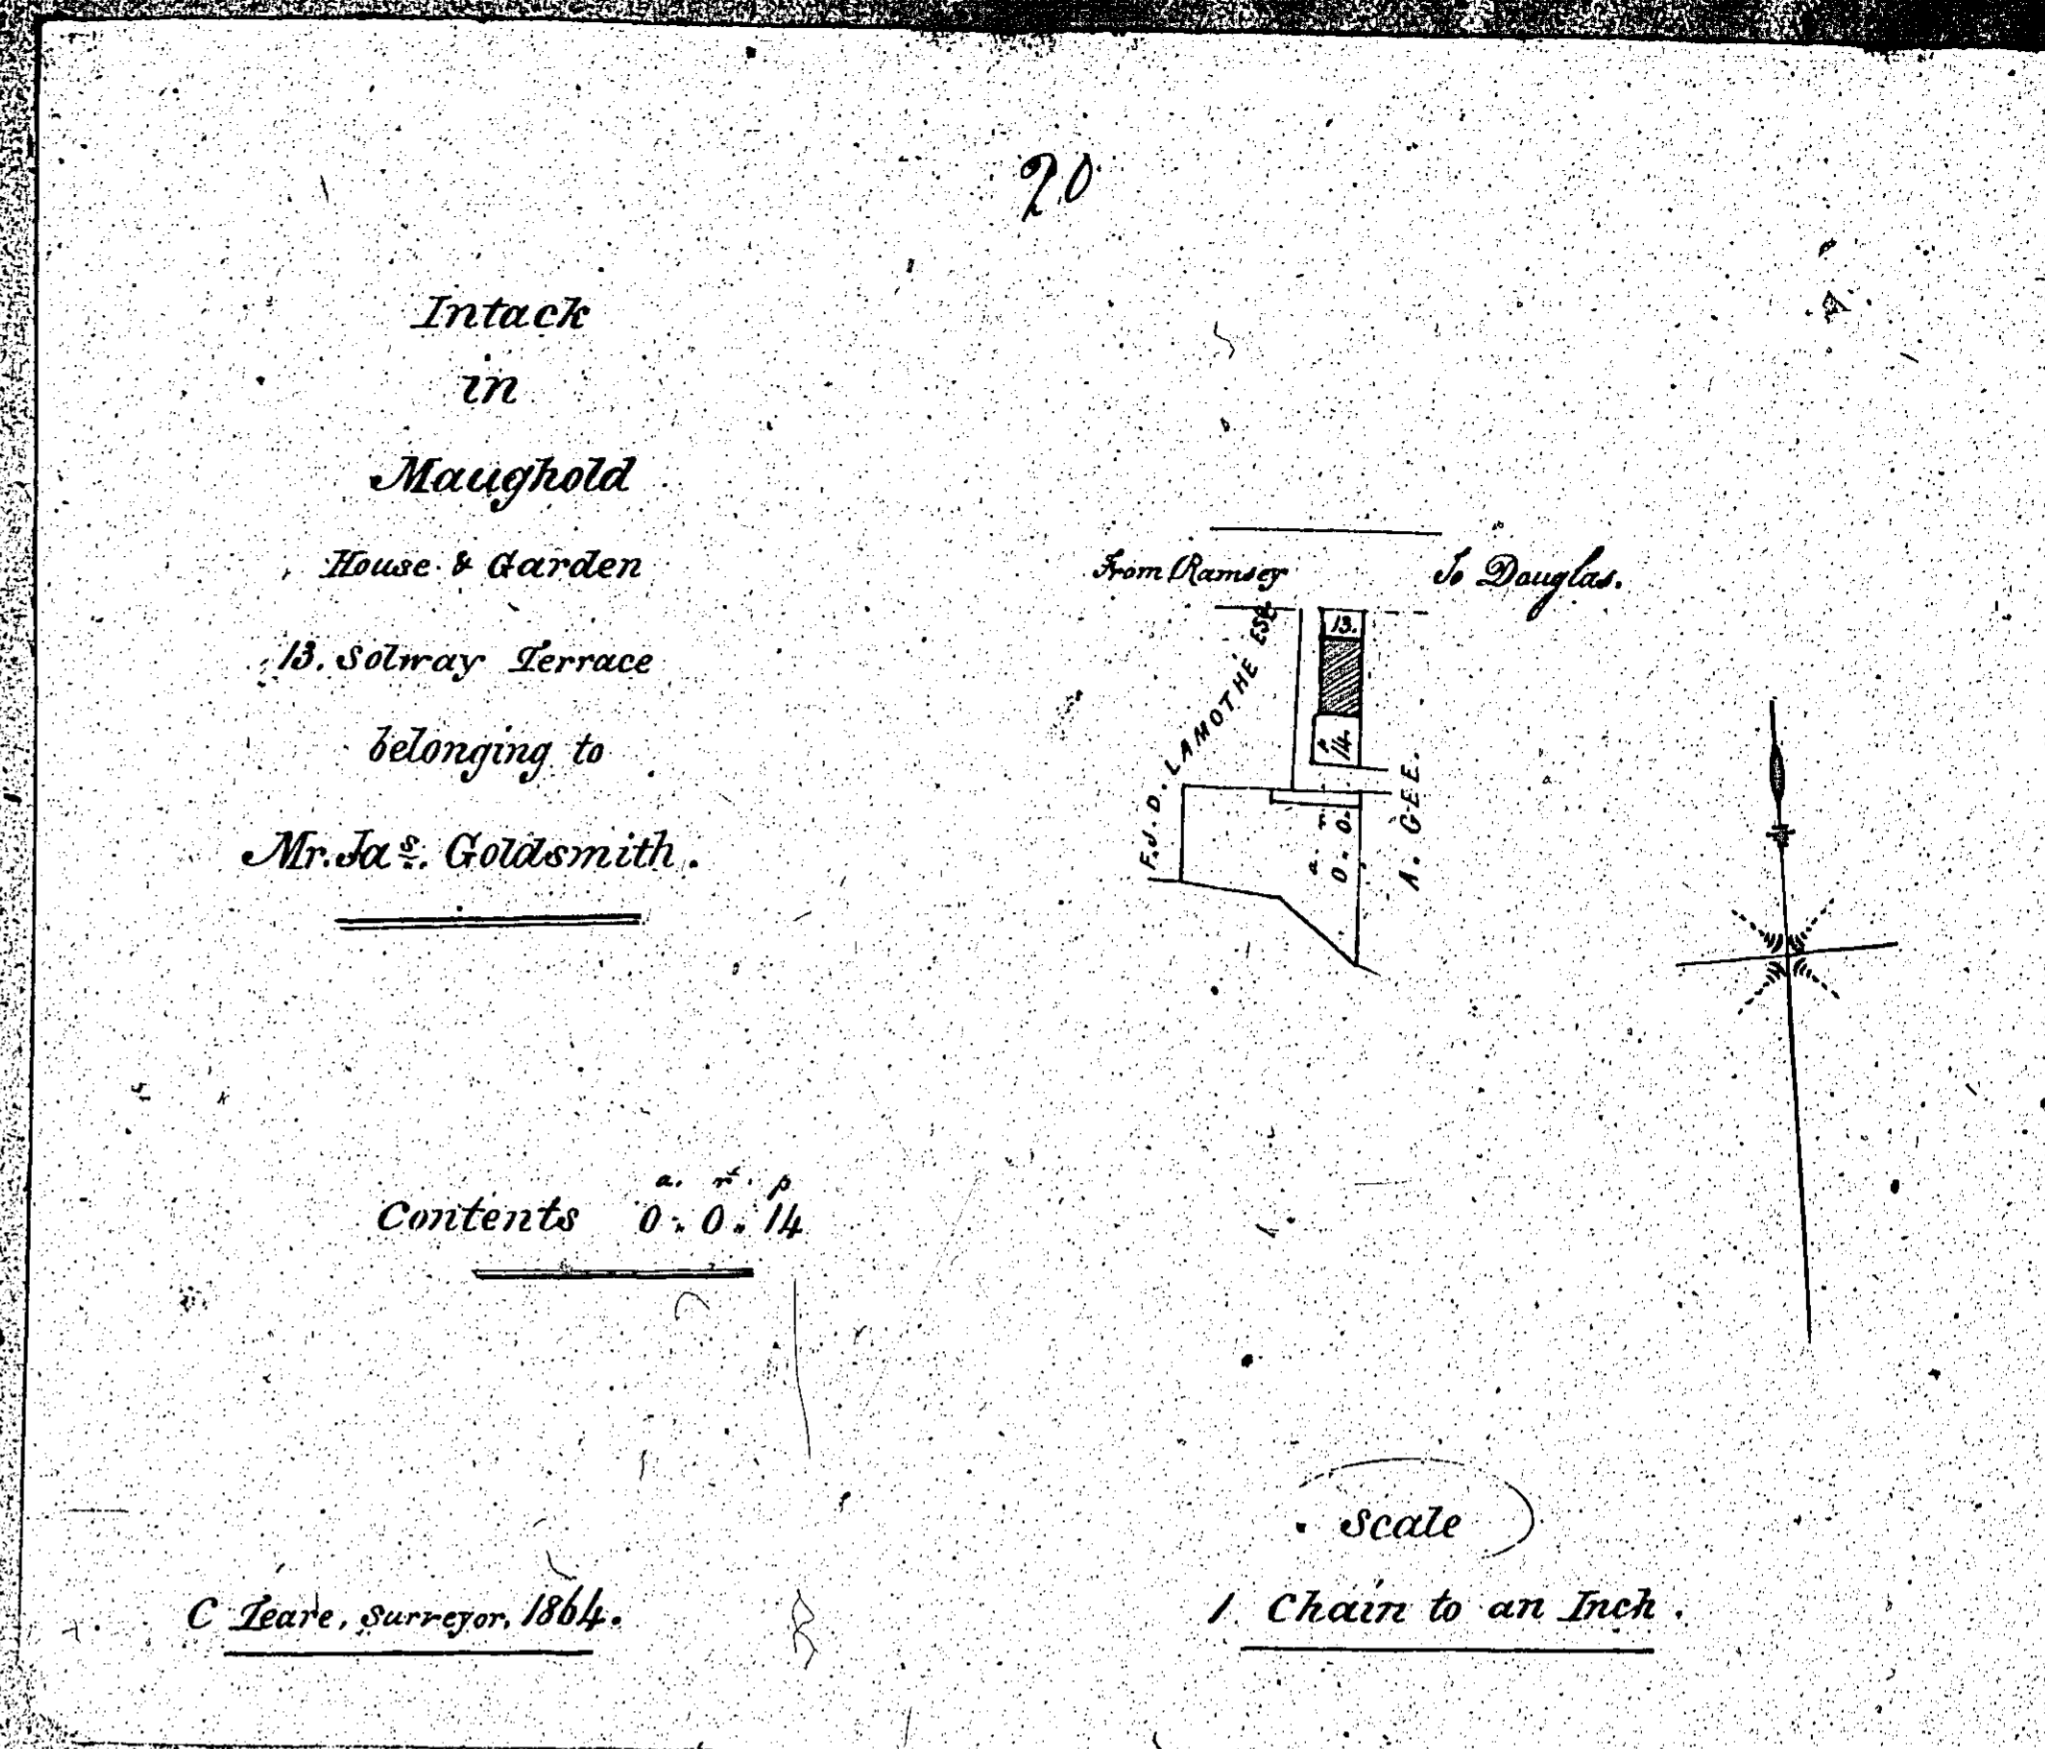 20
Intack
in
Maughold
House & Garden
13. Solway Terrace
belonging to
Mr. Jas. Goldsmith.
From Ramsey
To Douglas.
13.
F. J. D. LAMOTHE ESQ.
p
14
a. r.
0. 0.
A. GEE.
a. r. p
Contents 0. 0. 14
C Teare, Surveyor, 1864.
Scale
1. Chain to an Inch.